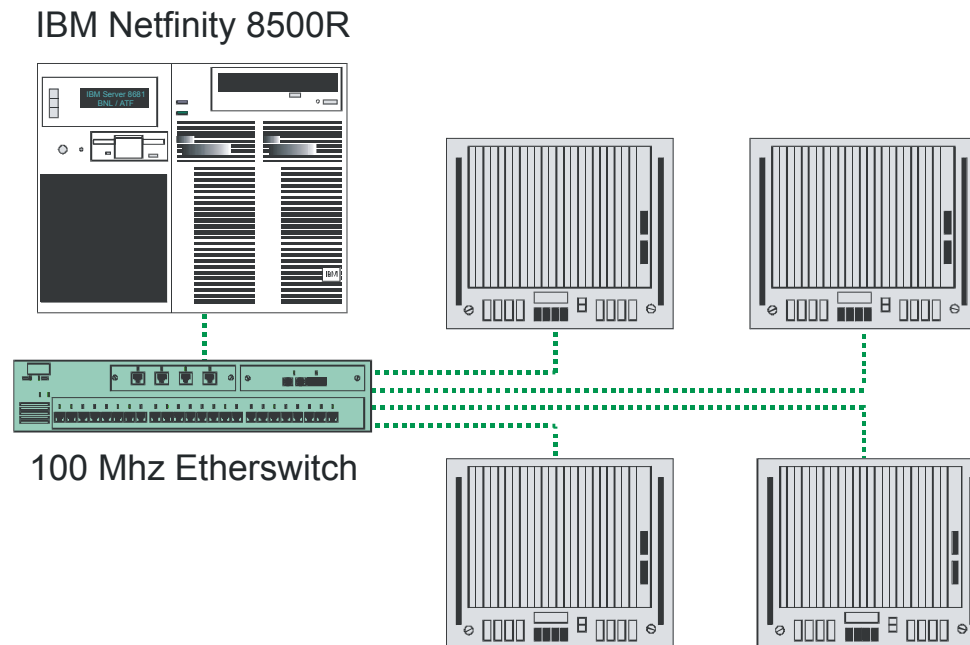 IBM Netfinity 8500R
IBM Server 8681
BNL / ATF
IBM
100 Mhz Etherswitch